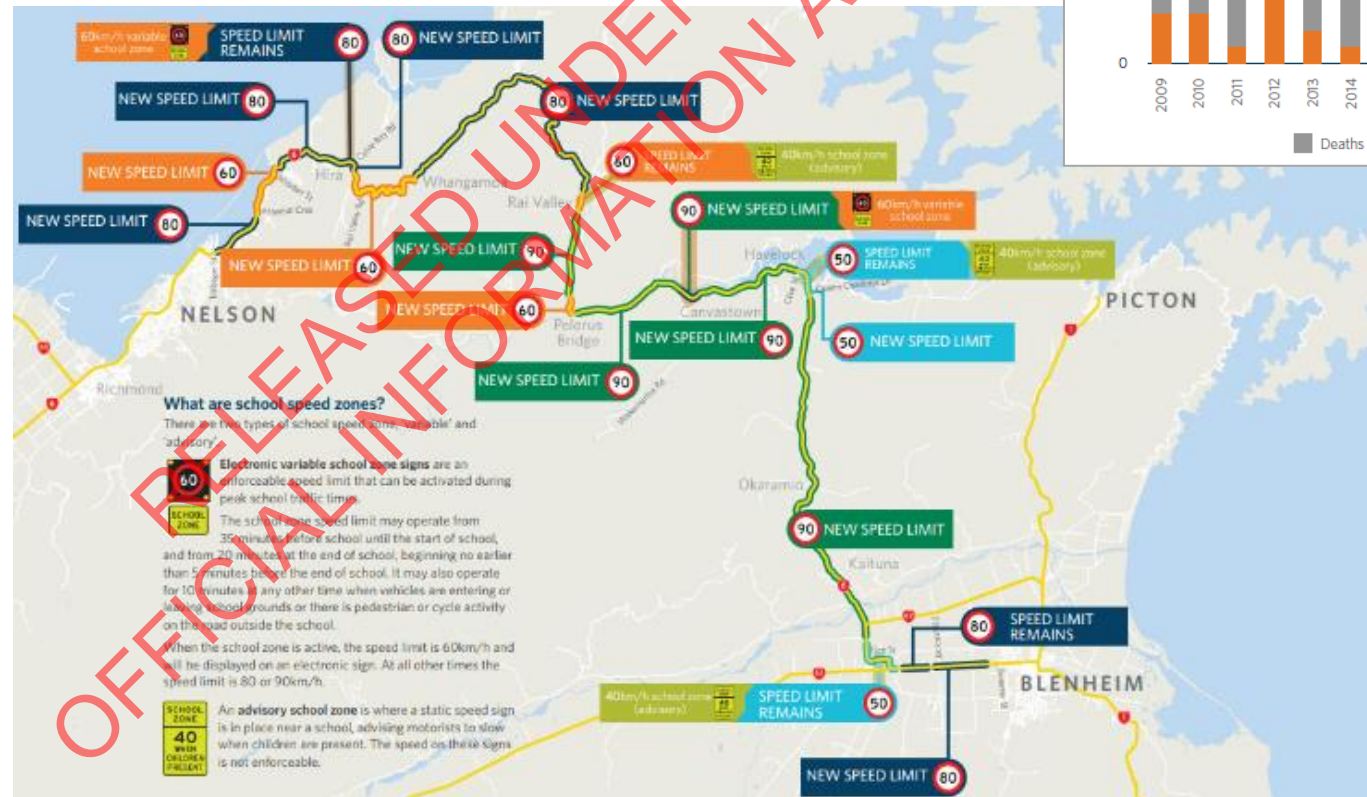 RELEASED UNDER
OFFICIAL INFORMATION A
60km/h variable
school zone
SPEED LIMIT
REMAINS
80
80 NEW SPEED LIMIT
NEW SPEED LIMIT 80
80 NEW SPEED LIMIT
NEW SPEED LIMIT 60
Hira
Whangamoa
60 SPEED LIMIT
REMAINS
40km/h school zone
(advisory)
Rai Valley
NEW SPEED LIMIT 80
90 NEW SPEED LIMIT
60km/h variable
school zone
NEW SPEED LIMIT 60
NEW SPEED LIMIT 90
Havelock
50 SPEED LIMIT
REMAINS
40km/h school zone
(advisory)
NELSON
NEW SPEED LIMIT 60
Pelorus
Bridge
Canvastown
PICTON
NEW SPEED LIMIT 90
50 NEW SPEED LIMIT
NEW SPEED LIMIT 90
Richmond
What are school speed zones?
There are two types of school speed zone, 'variable' and
'advisory'
60
SCHOOL
ZONE
Electronic variable school zone signs are an
enforceable speed limit that can be activated during
peak school traffic times.
The school zone speed limit may operate from
35 minutes before school until the start of school,
and from 20 minutes at the end of school, beginning no earlier
than 5 minutes before the end of school. It may also operate
for 10 minutes at any other time when vehicles are entering or
leaving school grounds or there is pedestrian or cycle activity
on the road outside the school.
When the school zone is active, the speed limit is 60km/h and
will be displayed on an electronic sign. At all other times the
speed limit is 80 or 90km/h.
SCHOOL
ZONE
40
WHEN
CHILDREN
PRESENT
An advisory school zone is where a static speed sign
is in place near a school, advising motorists to slow
when children are present. The speed on these signs
is not enforceable.
Okaramio
90 NEW SPEED LIMIT
Kaituna
80 SPEED LIMIT
REMAINS
BLENHEIM
40km/h school zone
(advisory)
SPEED LIMIT
REMAINS
50
NEW SPEED LIMIT 80
0
2009
2010
2011
2012
2013
2014
Deaths